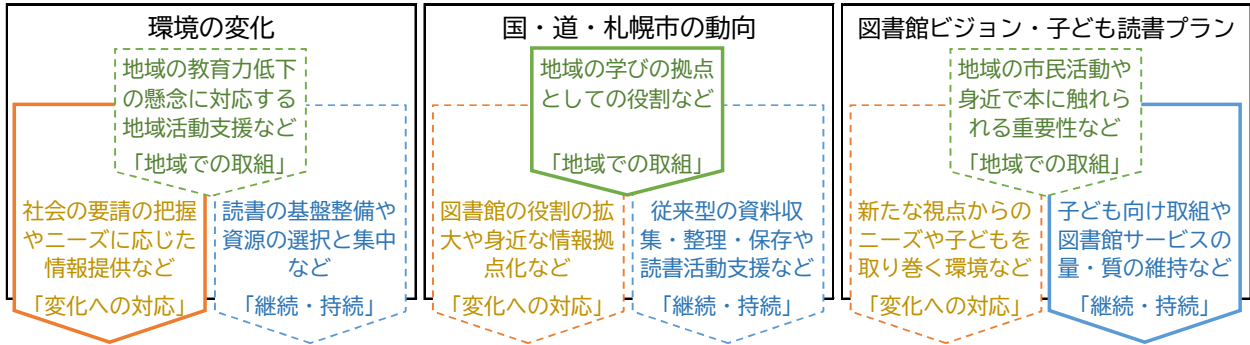 環境の変化
地域の教育力低下
の懸念に対応する
地域活動支援など
「地域での取組」
社会の要請の把握
やニーズに応じた
情報提供など
「変化への対応」
読書の基盤整備や
資源の選択と集中
など
「継続・持続」
国・道・札幌市の動向
地域の学びの拠点
としての役割など
「地域での取組」
図書館の役割の拡
大や身近な情報拠
点化など
「変化への対応」
従来型の資料収
集・整理・保存や
読書活動支援など
「継続・持続」
図書館ビジョン・子ども読書プラン
地域の市民活動や
身近で本に触れら
れる重要性など
「地域での取組」
新たな視点からの
ニーズや子どもを
取り巻く環境など
「変化への対応」
子ども向け取組や
図書館サービスの
量・質の維持など
「継続・持続」